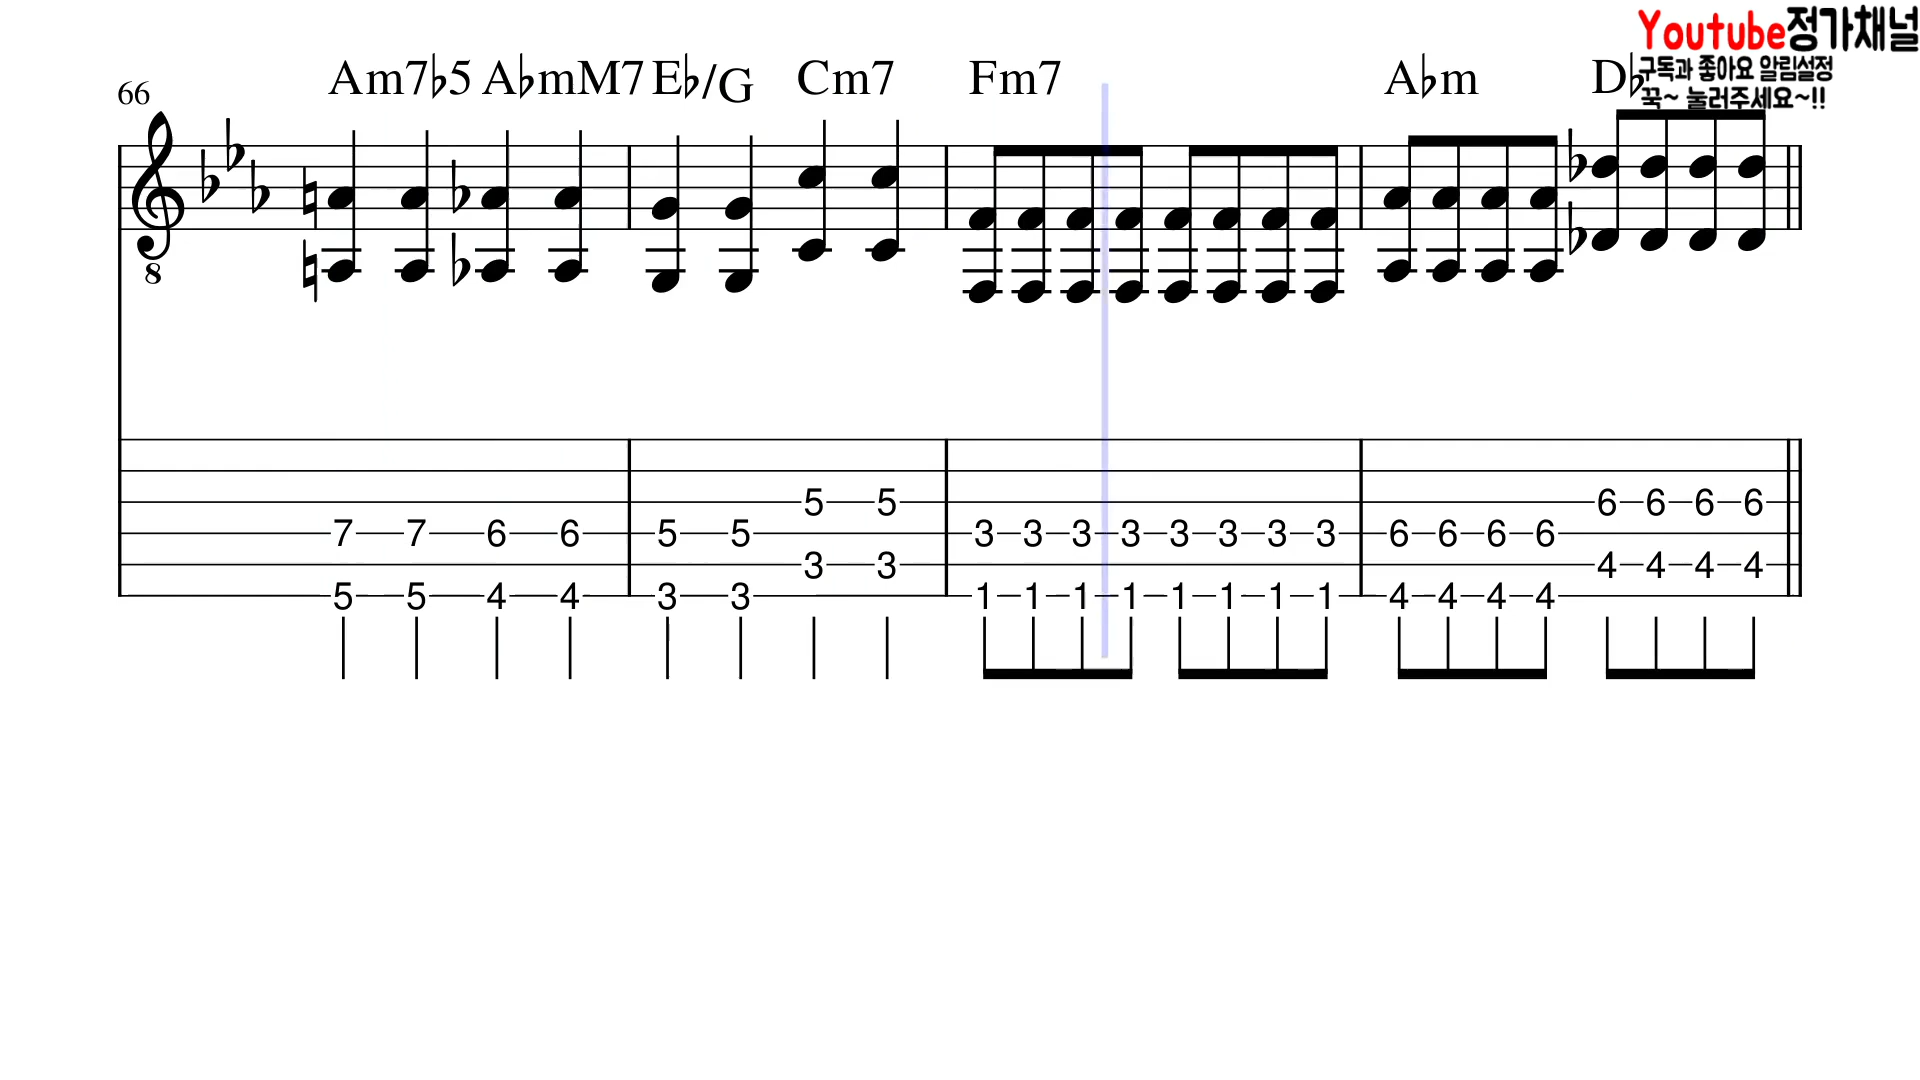 Youtube정가채널
구독과 좋아요 알림설정
꾹~ 눌러주세요~!!
66 Am7♭5 A♭mM7 E♭/G Cm7 Fm7 A♭m D♭
8
5 5 6 6 6 6
7 7 6 6 5 5 3 3 3 3 3 3 3 3 6 6 6 6
3 3 4 4 4 4
5 5 4 4 3 3 1 1 1 1 1 1 1 1 4 4 4 4